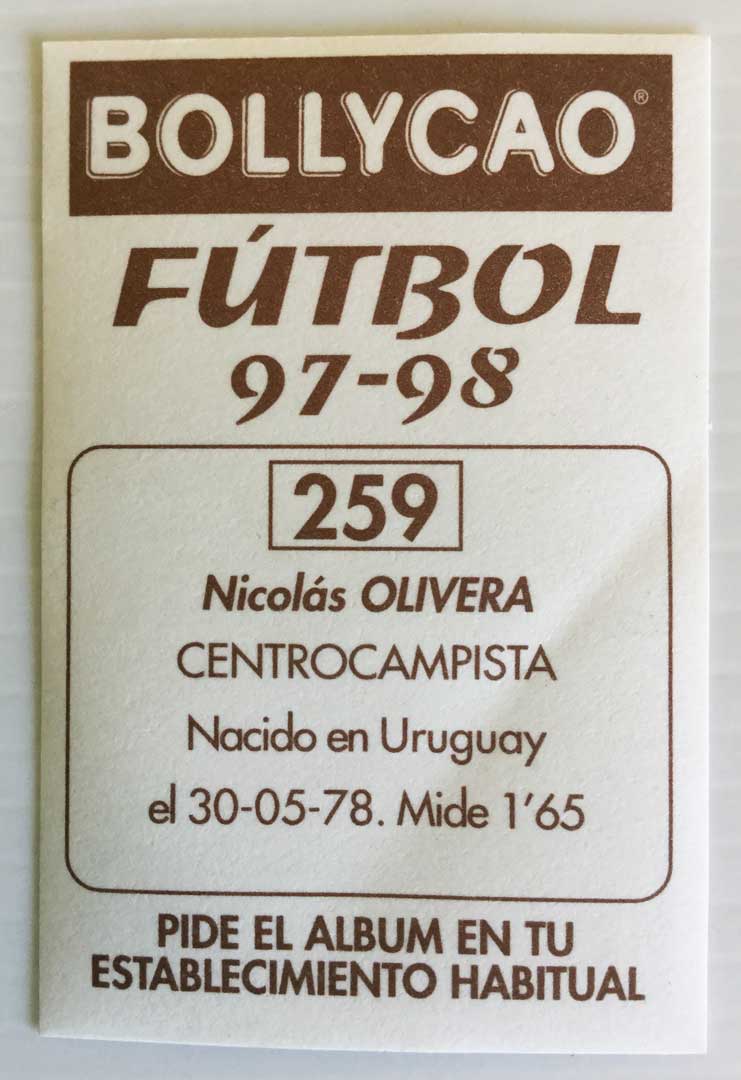 BOLLYCAO®
FÚTBOL
97-98
259
Nicolás OLIVERA
CENTROCAMPISTA
Nacido en Uruguay
el 30-05-78. Mide 1'65
PIDE EL ALBUM EN TU
ESTABLECIMIENTO HABITUAL